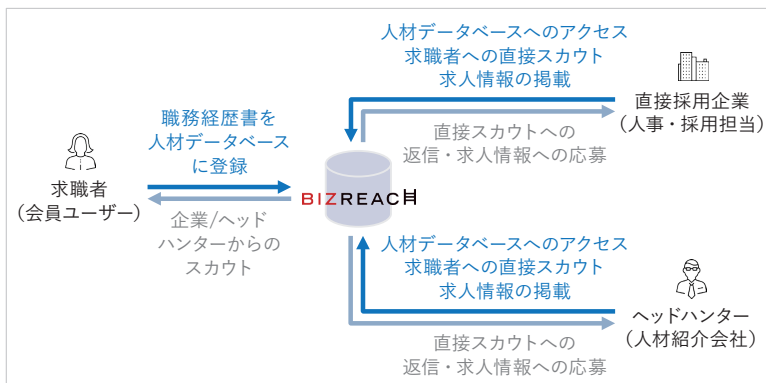 人材データベースへのアクセス
求職者への直接スカウト
求人情報の掲載
直接採用企業
(人事・採用担当)
職務経歴書を
人材データベース
に登録
直接スカウトへの
返信・求人情報への応募
求職者
(会員ユーザー)
BIZREACH
企業/ヘッド
ハンターからの
スカウト
人材データベースへのアクセス
求職者への直接スカウト
求人情報の掲載
ヘッドハンター
(人材紹介会社)
直接スカウトへの
返信・求人情報への応募